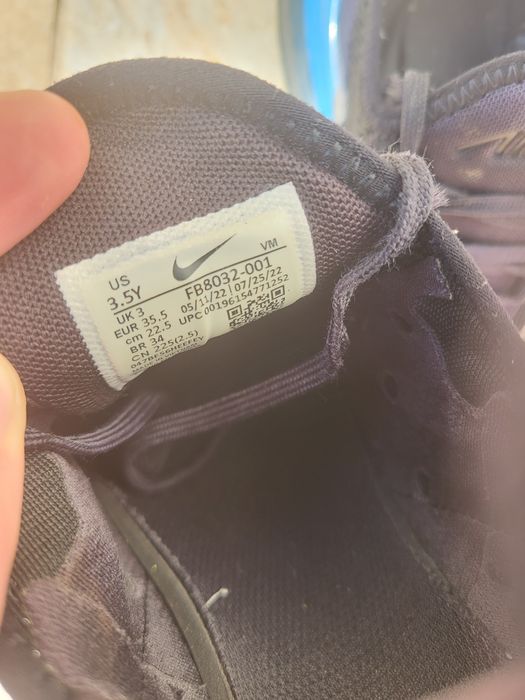 US
3.5Y
UK 3
EUR 35.5
cm 22.5
BR 34
CN 225(2.5)
VM
FB8032-001
05/11/22 | 07/25/22
UPC 00196154771252